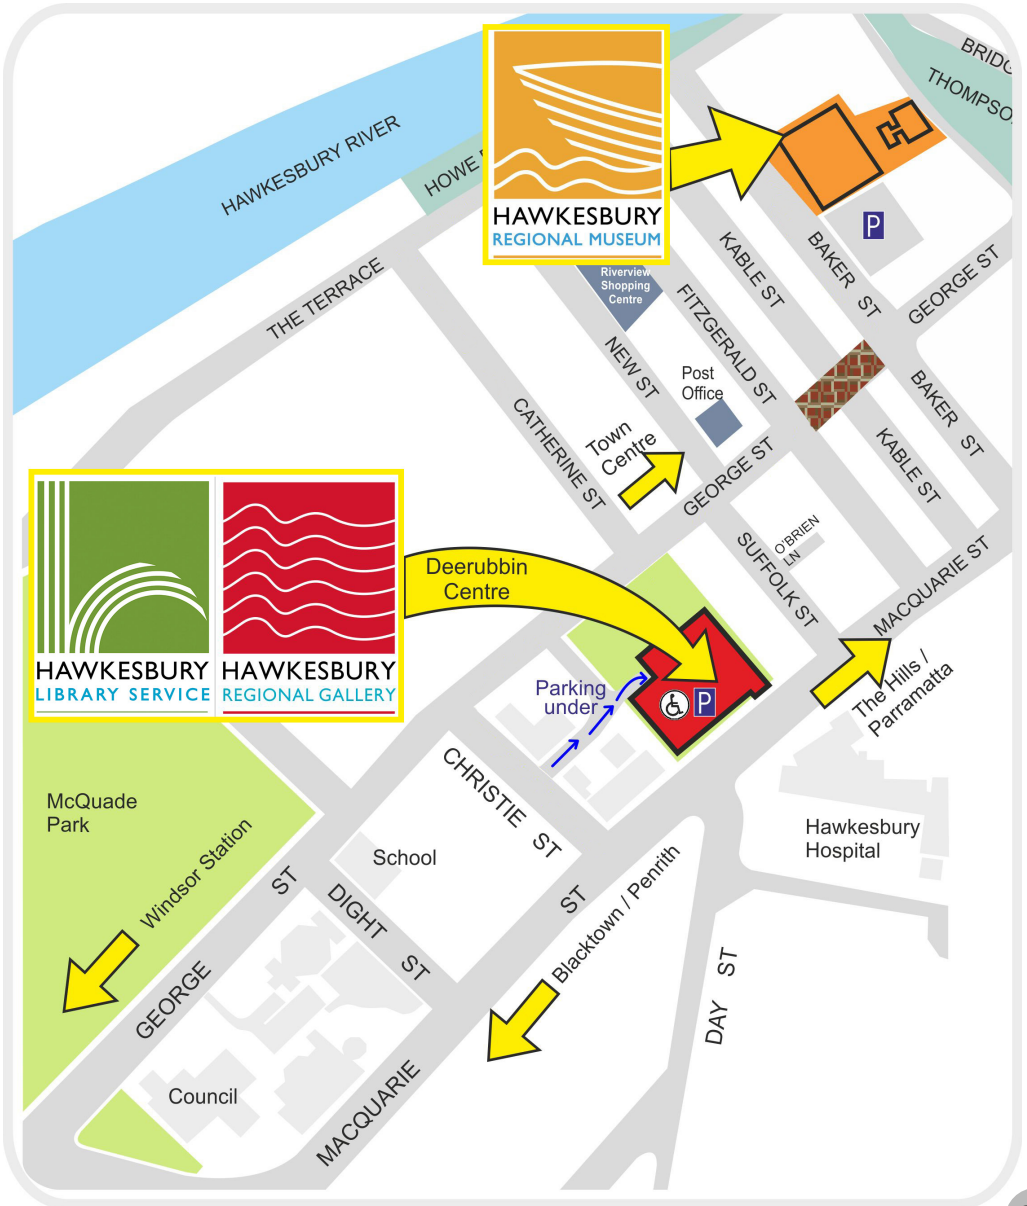 BRIDG
THOMPSO
HAWKESBURY RIVER
HOWE
HAWKESBURY
REGIONAL MUSEUM
P
THE TERRACE
Riverview
Shopping
Centre
KABLE ST
BAKER ST
GEORGE ST
FITZGERALD ST
NEW ST
Post
Office
CATHERINE ST
Town
Centre
GEORGE ST
BAKER ST
KABLE ST
O'BRIEN
LN
SUFFOLK ST
MACQUARIE ST
HAWKESBURY
LIBRARY SERVICE
HAWKESBURY
REGIONAL GALLERY
Deerubbin
Centre
Parking
under
P
The Hills /
Parramatta
CHRISTIE ST
McQuade
Park
Windsor Station
School
Hawkesbury
Hospital
GEORGE ST
DIGHT ST
Blacktown / Penrith
DAY ST
Council
MACQUARIE ST